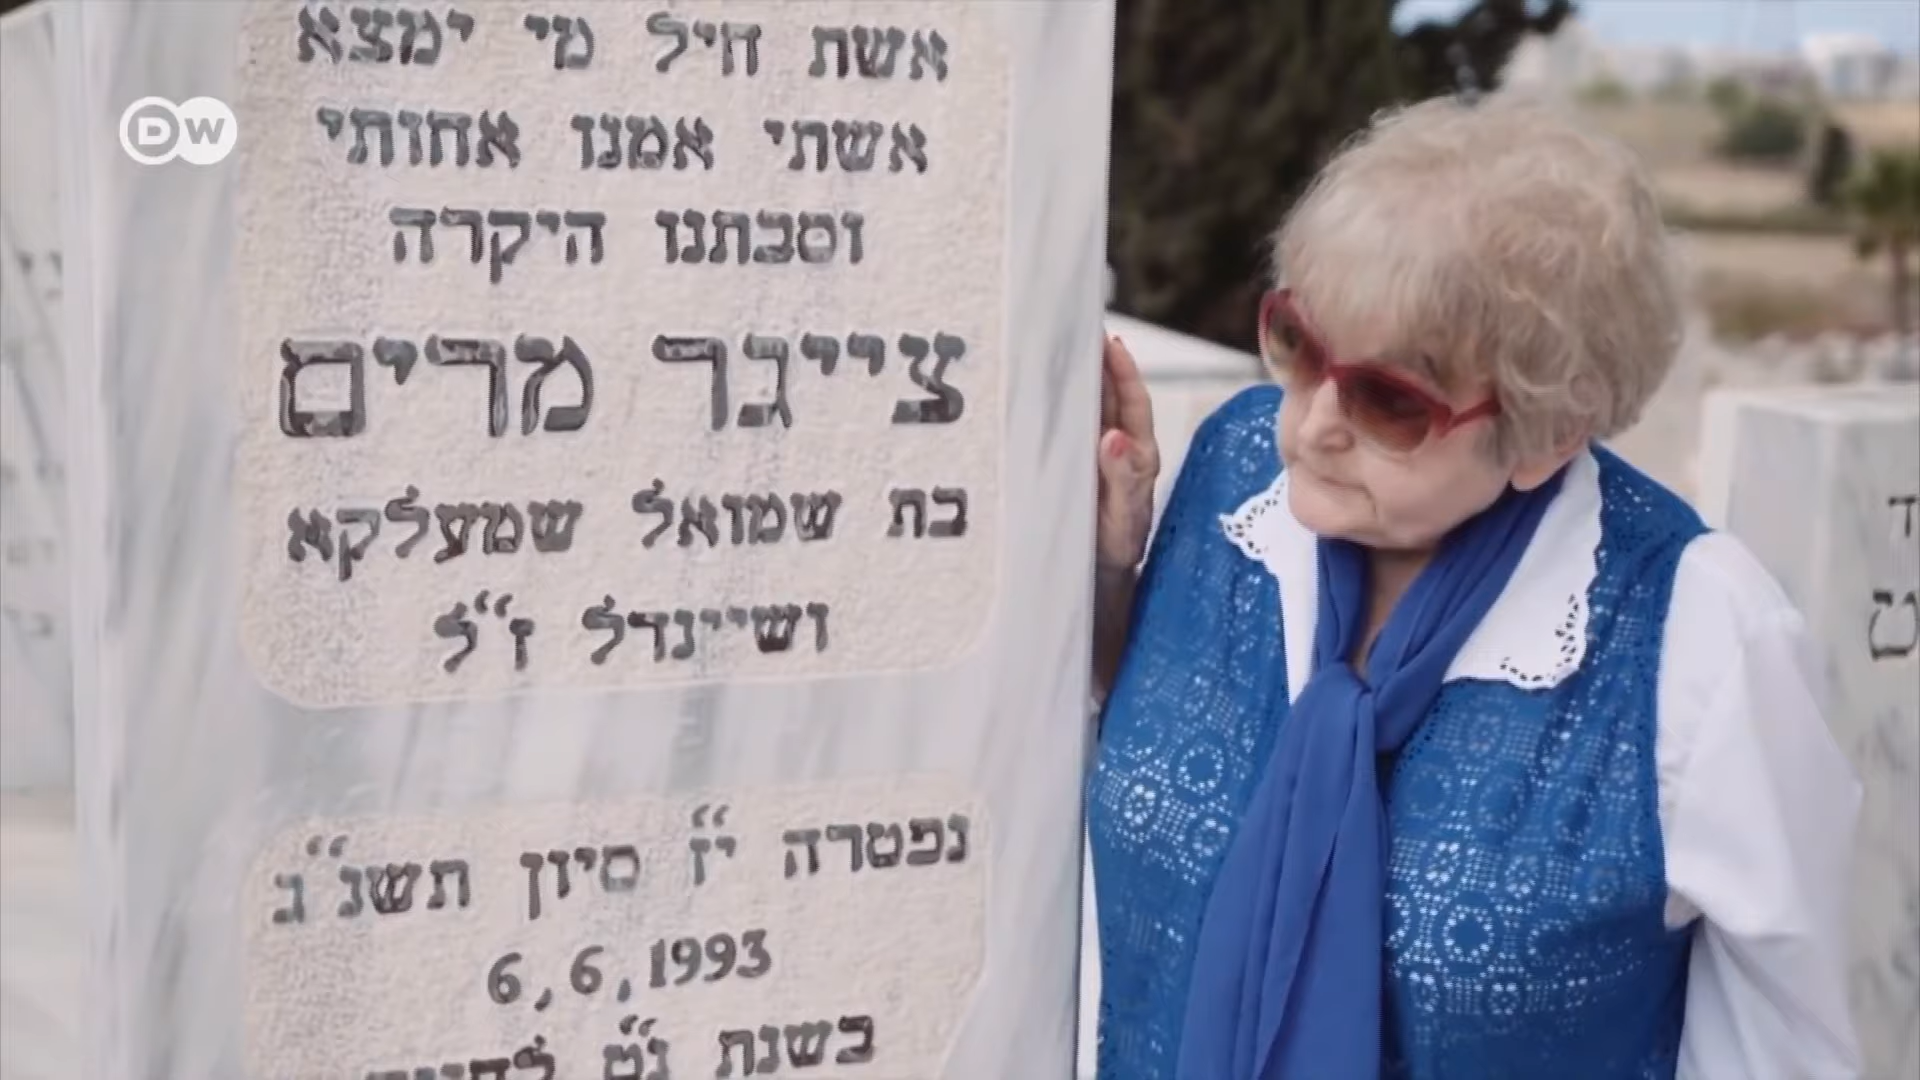 DW
אשת חיל מי ימצא
אשתי אמנו אחותי
וסבתנו היקרה
צייגר מרים
בת שמואל שמעלקא
ושיינדל ז"ל
נפטרה י"ז סיון תשנ"ג
6,6,1993
בשנת נ"ט לחייה